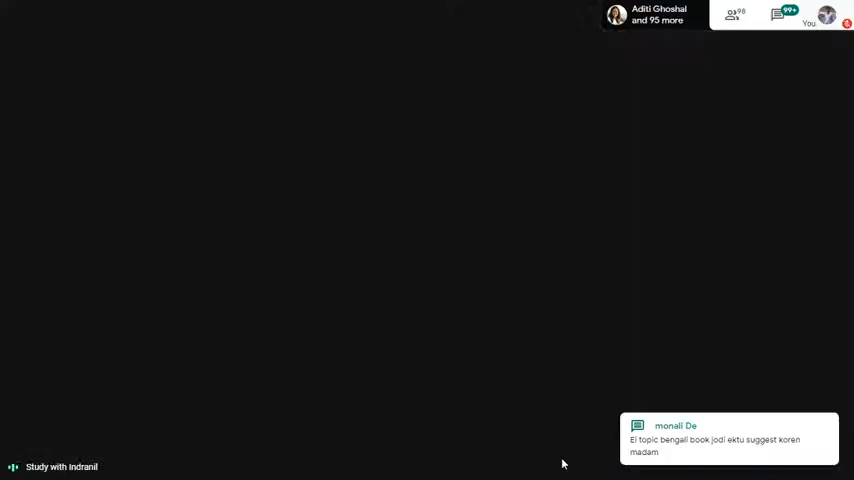 Aditi Ghoshal
and 95 more
98
99+
You
monali De
Ei topic bengali book jodi ektu suggest koren
madam
Study with Indranil